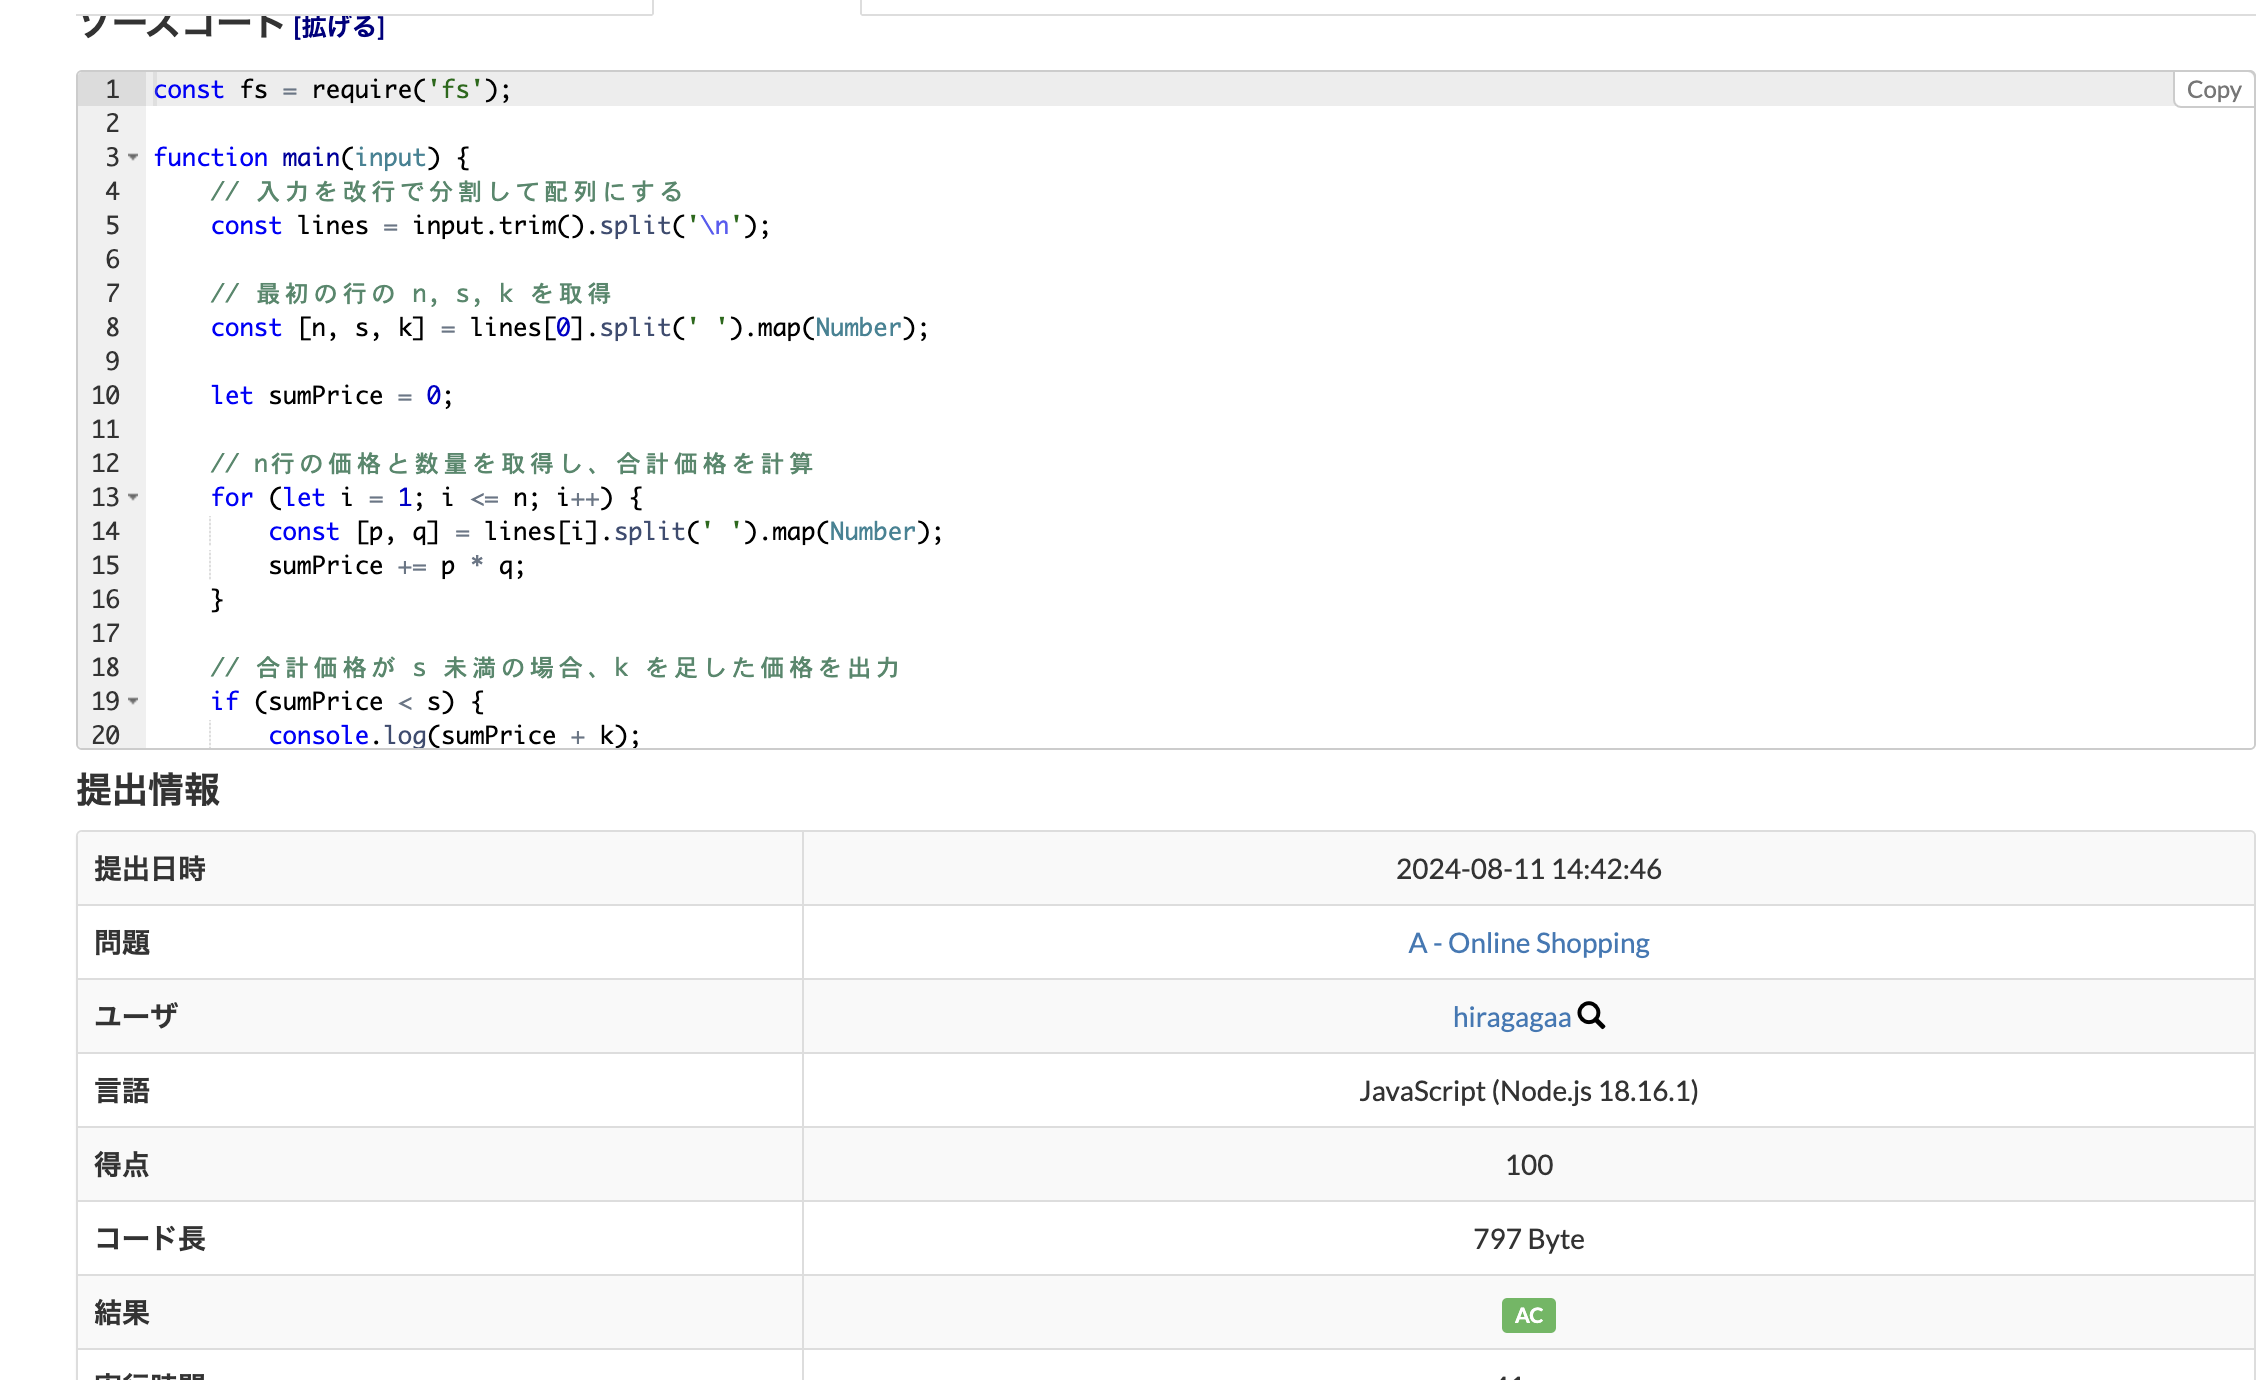 ソースコード [拡げる]
Copy
1 const fs = require('fs');
2
3 function main(input) {
4 // 入力を改行で分割して配列にする
5 const lines = input.trim().split('\n');
6
7 // 最初の行の n, s, k を取得
8 const [n, s, k] = lines[0].split(' ').map(Number);
9
10 let sumPrice = 0;
11
12 // n行の価格と数量を取得し、合計価格を計算
13 for (let i = 1; i <= n; i++) {
14 const [p, q] = lines[i].split(' ').map(Number);
15 sumPrice += p * q;
16 }
17
18 // 合計価格が s 未満の場合、k を足した価格を出力
19 if (sumPrice < s) {
20 console.log(sumPrice + k);
提出情報
提出日時 2024-08-11 14:42:46
問題 A - Online Shopping
ユーザ hiragagaa
言語 JavaScript (Node.js 18.16.1)
得点 100
コード長 797 Byte
結果 AC